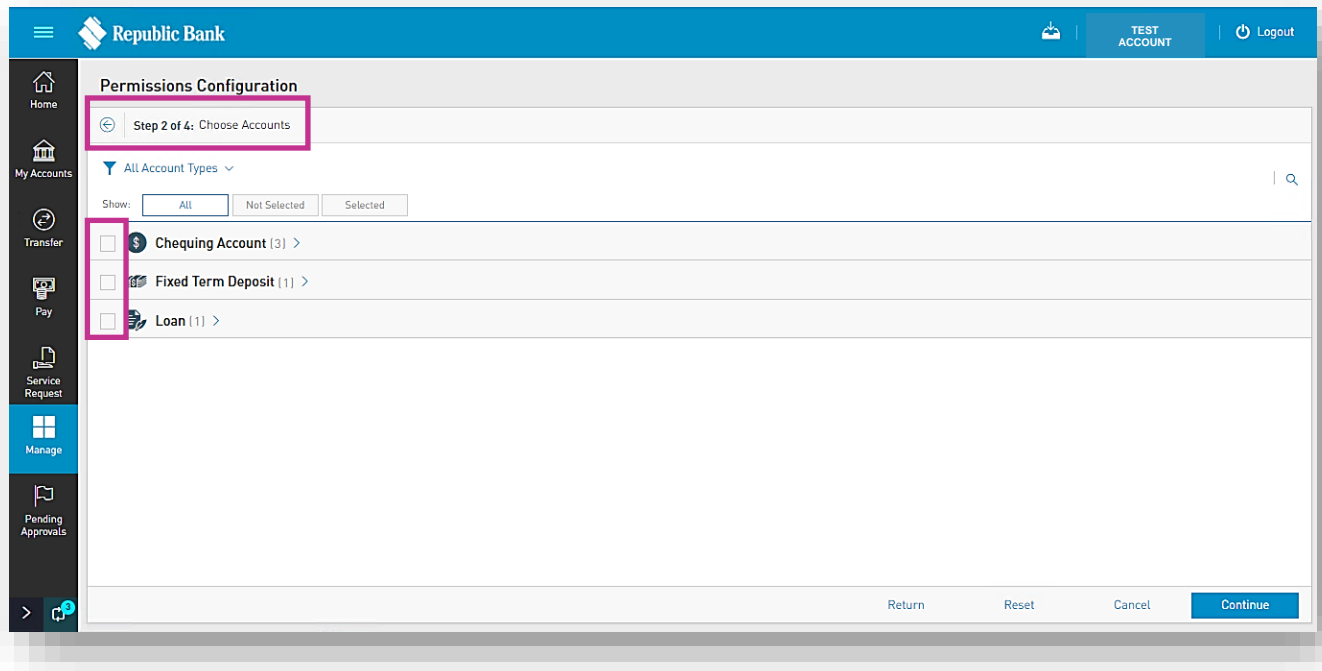 Republic Bank
TEST
ACCOUNT
Logout
Home
My Accounts
Transfer
Pay
Service
Request
Manage
Pending
Approvals
3
Permissions Configuration
Step 2 of 4: Choose Accounts
All Account Types
Show: All Not Selected Selected
$ Chequing Account (3)
Fixed Term Deposit (1)
Loan (1)
Return Reset Cancel Continue